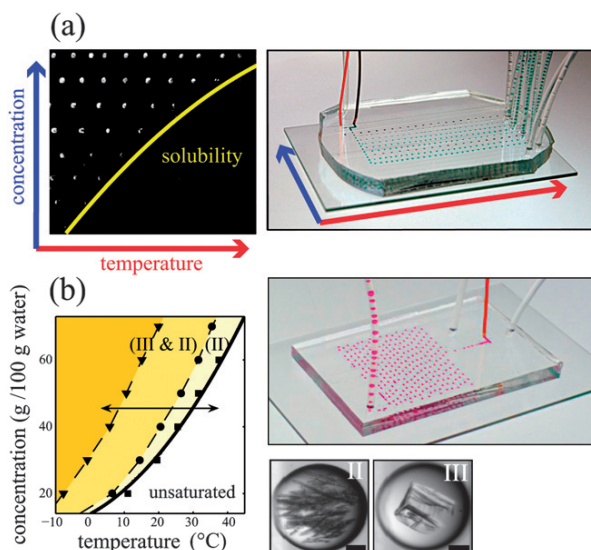 (a)
concentration
solubility
temperature
(b)
concentration (g /100 g water)
60
40
20
(III & II)
(II)
unsaturated
−10
0
10
20
30
40
temperature (°C)
II
III